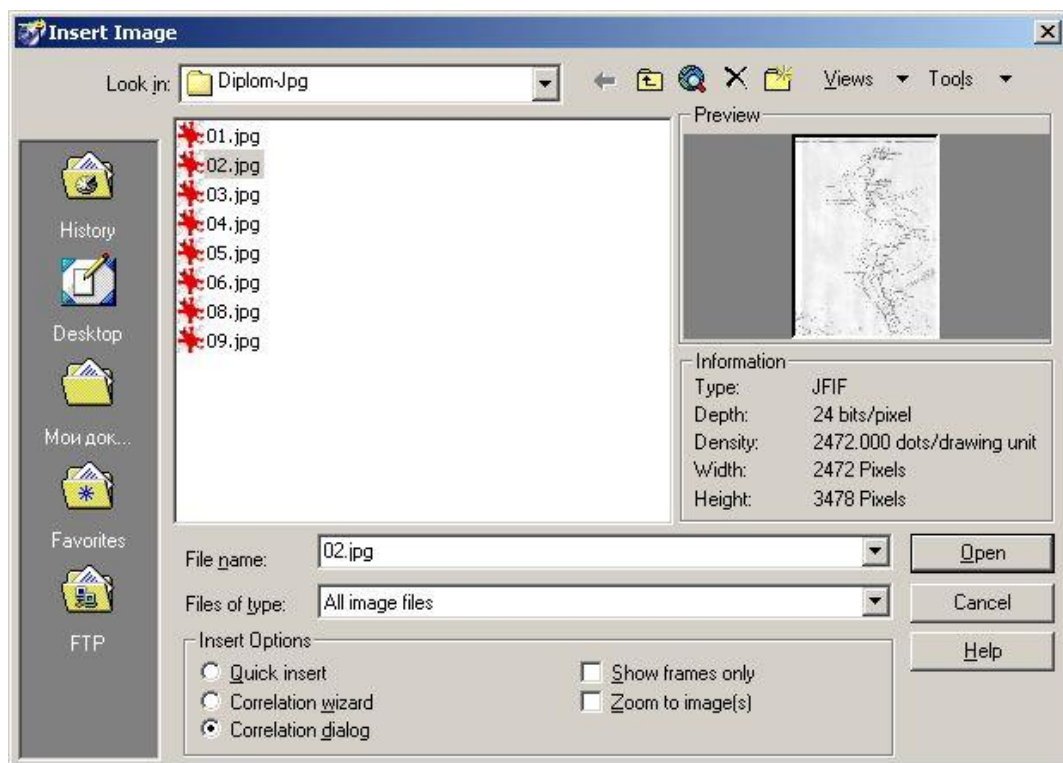 Insert Image
Look in: Diplom-Jpg Views Tools
History
Desktop
Мои док...
Favorites
FTP
01.jpg
02.jpg
03.jpg
04.jpg
05.jpg
06.jpg
08.jpg
09.jpg
Preview
Information
Type: JFIF
Depth: 24 bits/pixel
Density: 2472.000 dots/drawing unit
Width: 2472 Pixels
Height: 3478 Pixels
File name: 02.jpg Open
Files of type: All image files Cancel
Help
Insert Options
Quick insert Show frames only
Correlation wizard Zoom to image(s)
Correlation dialog